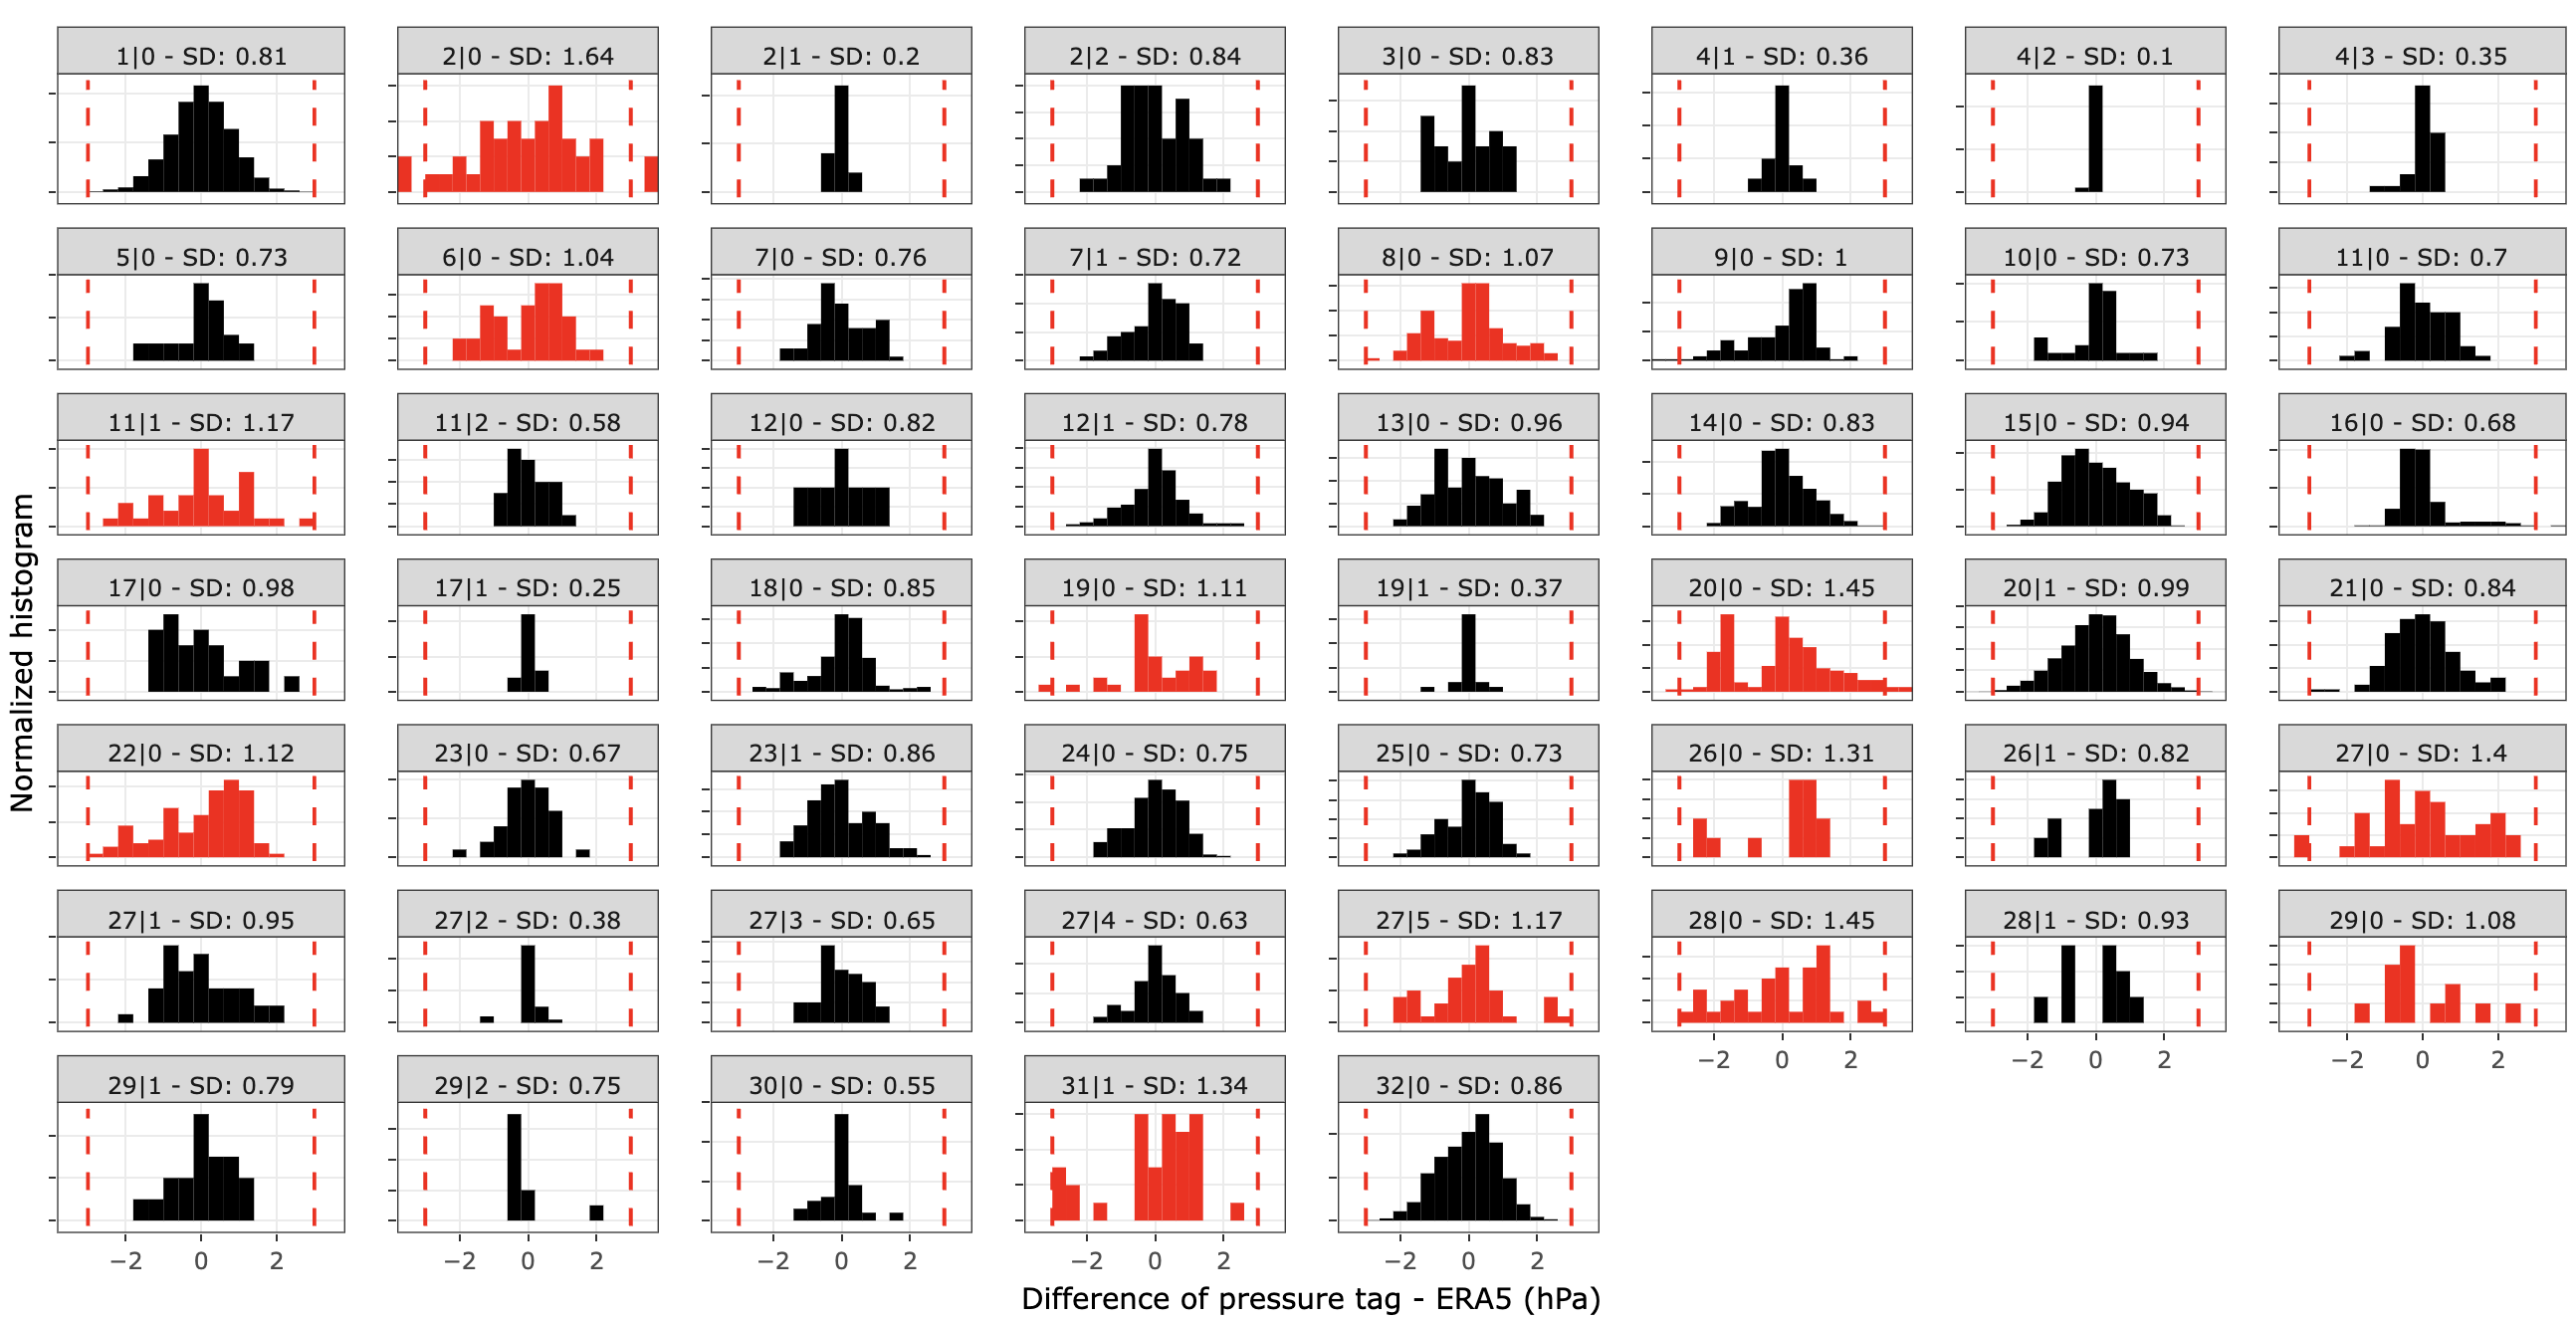 1|0 - SD: 0.81
2|0 - SD: 1.64
2|1 - SD: 0.2
2|2 - SD: 0.84
3|0 - SD: 0.83
4|1 - SD: 0.36
4|2 - SD: 0.1
4|3 - SD: 0.35
5|0 - SD: 0.73
6|0 - SD: 1.04
7|0 - SD: 0.76
7|1 - SD: 0.72
8|0 - SD: 1.07
9|0 - SD: 1
10|0 - SD: 0.73
11|0 - SD: 0.7
11|1 - SD: 1.17
11|2 - SD: 0.58
12|0 - SD: 0.82
12|1 - SD: 0.78
13|0 - SD: 0.96
14|0 - SD: 0.83
15|0 - SD: 0.94
16|0 - SD: 0.68
Normalized histogram
17|0 - SD: 0.98
17|1 - SD: 0.25
18|0 - SD: 0.85
19|0 - SD: 1.11
19|1 - SD: 0.37
20|0 - SD: 1.45
20|1 - SD: 0.99
21|0 - SD: 0.84
22|0 - SD: 1.12
23|0 - SD: 0.67
23|1 - SD: 0.86
24|0 - SD: 0.75
25|0 - SD: 0.73
26|0 - SD: 1.31
26|1 - SD: 0.82
27|0 - SD: 1.4
27|1 - SD: 0.95
27|2 - SD: 0.38
27|3 - SD: 0.65
27|4 - SD: 0.63
27|5 - SD: 1.17
28|0 - SD: 1.45
28|1 - SD: 0.93
29|0 - SD: 1.08
−2 0 2
−2 0 2
−2 0 2
29|1 - SD: 0.79
29|2 - SD: 0.75
30|0 - SD: 0.55
31|1 - SD: 1.34
32|0 - SD: 0.86
−2 0 2
−2 0 2
−2 0 2
−2 0 2
−2 0 2
Difference of pressure tag - ERA5 (hPa)